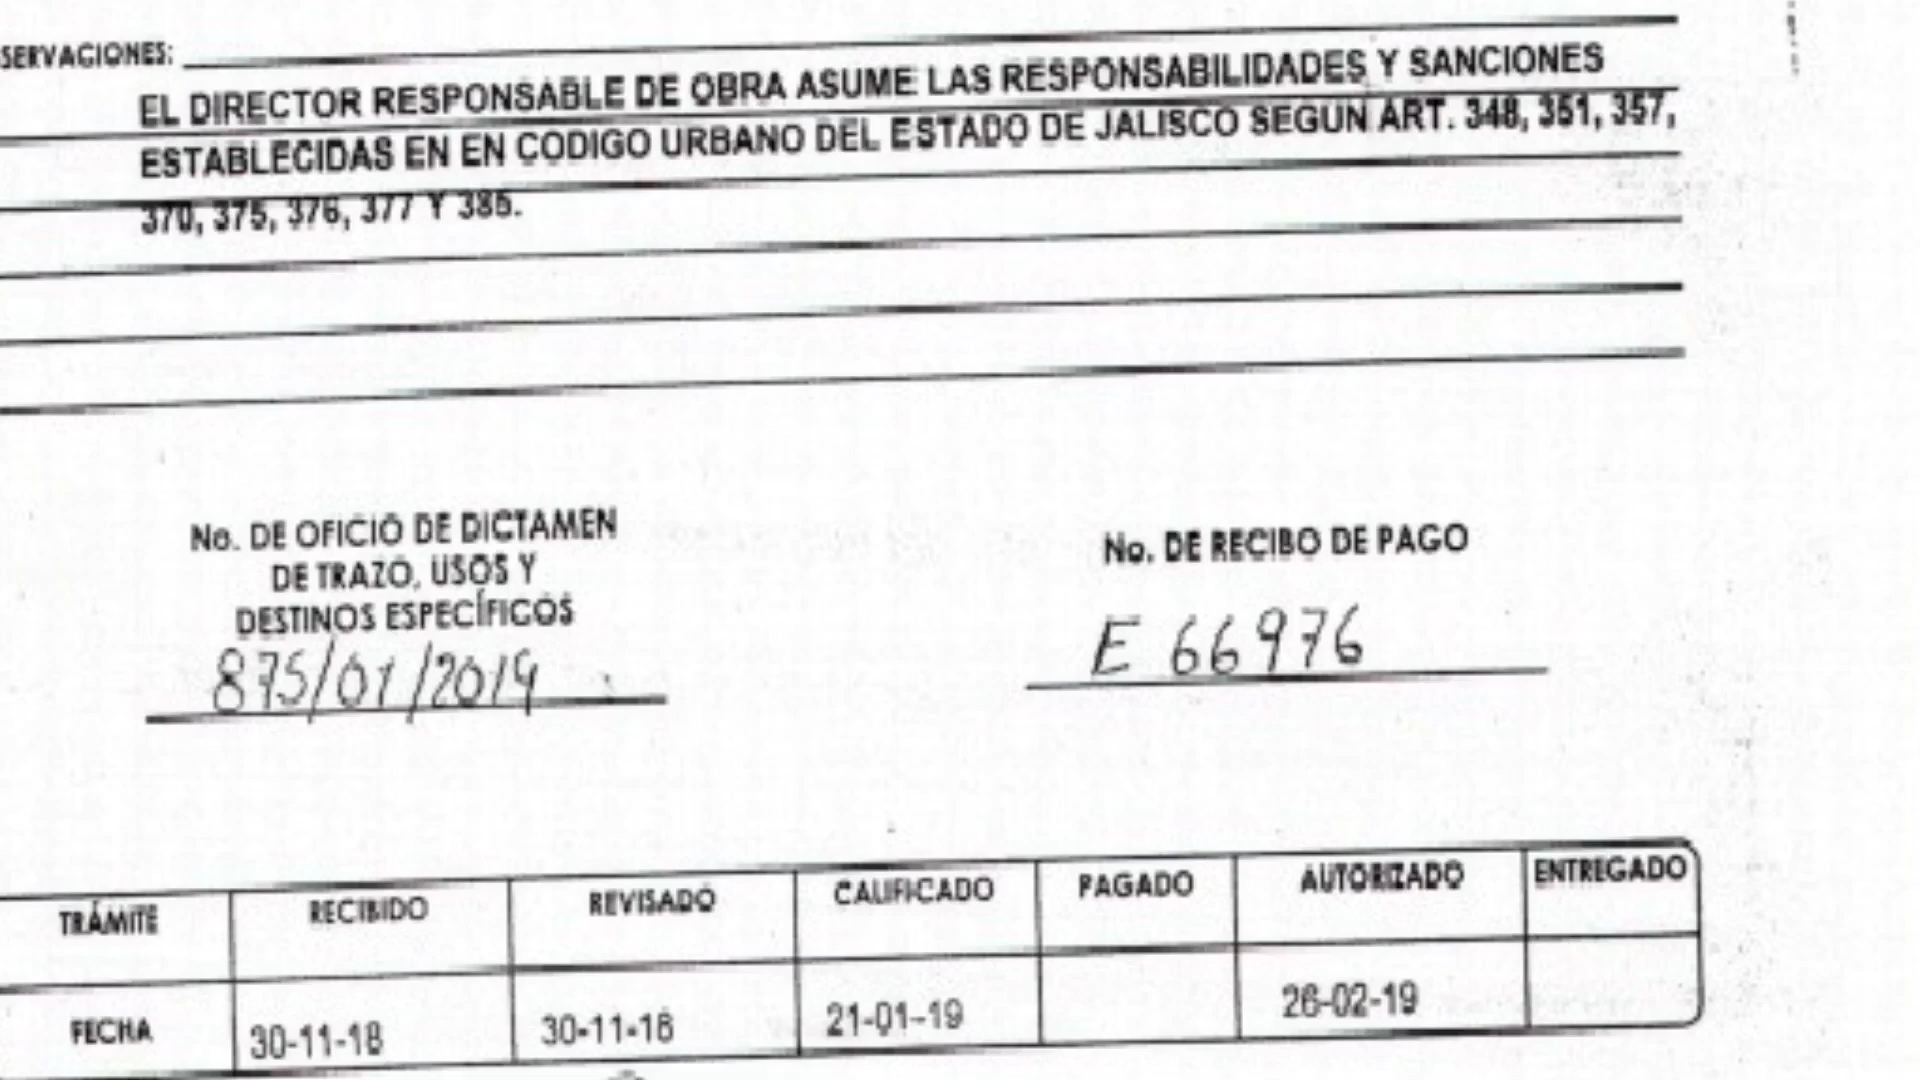 SERVACIONES:
EL DIRECTOR RESPONSABLE DE OBRA ASUME LAS RESPONSABILIDADES Y SANCIONES
ESTABLECIDAS EN EN CODIGO URBANO DEL ESTADO DE JALISCO SEGUN ART. 348, 351, 357,
370, 375, 376, 377 Y 385.
No. DE OFICIO DE DICTAMEN
DE TRAZO, USOS Y
DESTINOS ESPECÍFICOS
875/01/2019
No. DE RECIBO DE PAGO
E 66976
TRÁMITE RECIBIDO REVISADO CALIFICADO PAGADO AUTORIZADO ENTREGADO
FECHA 30-11-18 30-11-18 21-01-19 26-02-19